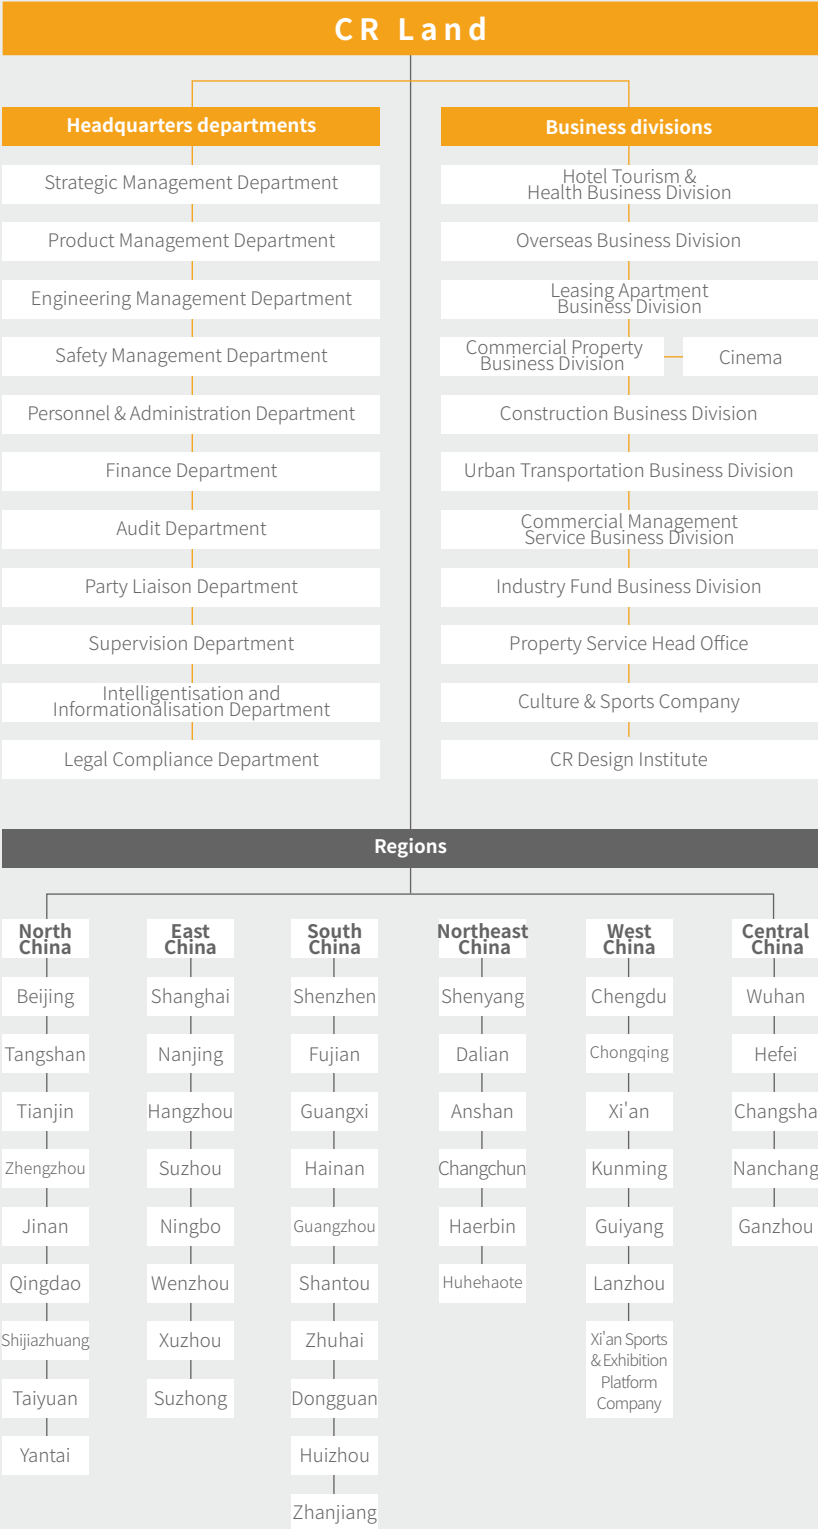 CR Land
Headquarters departments
Strategic Management Department
Product Management Department
Engineering Management Department
Safety Management Department
Personnel & Administration Department
Finance Department
Audit Department
Party Liaison Department
Supervision Department
Intelligentisation and
Informationalisation Department
Legal Compliance Department
Business divisions
Hotel Tourism &
Health Business Division
Overseas Business Division
Leasing Apartment
Business Division
Commercial Property
Business Division
Cinema
Construction Business Division
Urban Transportation Business Division
Commercial Management
Service Business Division
Industry Fund Business Division
Property Service Head Office
Culture & Sports Company
CR Design Institute
Regions
North
China
Beijing
Tangshan
Tianjin
Zhengzhou
Jinan
Qingdao
Shijiazhuang
Taiyuan
Yantai
East
China
Shanghai
Nanjing
Hangzhou
Suzhou
Ningbo
Wenzhou
Xuzhou
Suzhong
South
China
Shenzhen
Fujian
Guangxi
Hainan
Guangzhou
Shantou
Zhuhai
Dongguan
Huizhou
Zhanjiang
Northeast
China
Shenyang
Dalian
Anshan
Changchun
Haerbin
Huhehaote
West
China
Chengdu
Chongqing
Xi'an
Kunming
Guiyang
Lanzhou
Xi'an Sports
& Exhibition
Platform
Company
Central
China
Wuhan
Hefei
Changsha
Nanchang
Ganzhou